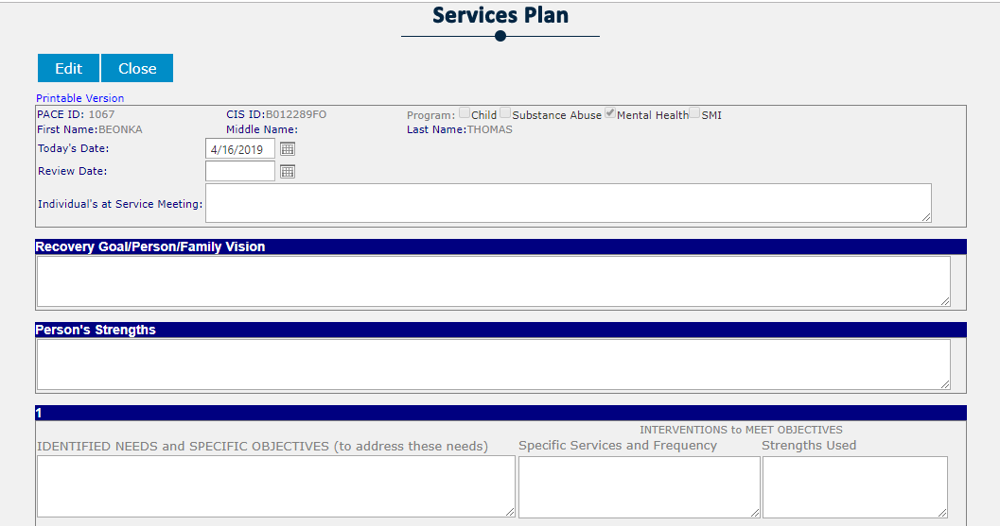 Services Plan
Edit Close
Printable Version
PACE ID: 1067 CIS ID:B012289FO Program: Child Substance Abuse Mental Health SMI
First Name:BEONKA Middle Name: Last Name:THOMAS
Today's Date: 4/16/2019
Review Date:
Individual's at Service Meeting:
Recovery Goal/Person/Family Vision
Person's Strengths
1
INTERVENTIONS to MEET OBJECTIVES
IDENTIFIED NEEDS and SPECIFIC OBJECTIVES (to address these needs) Specific Services and Frequency Strengths Used